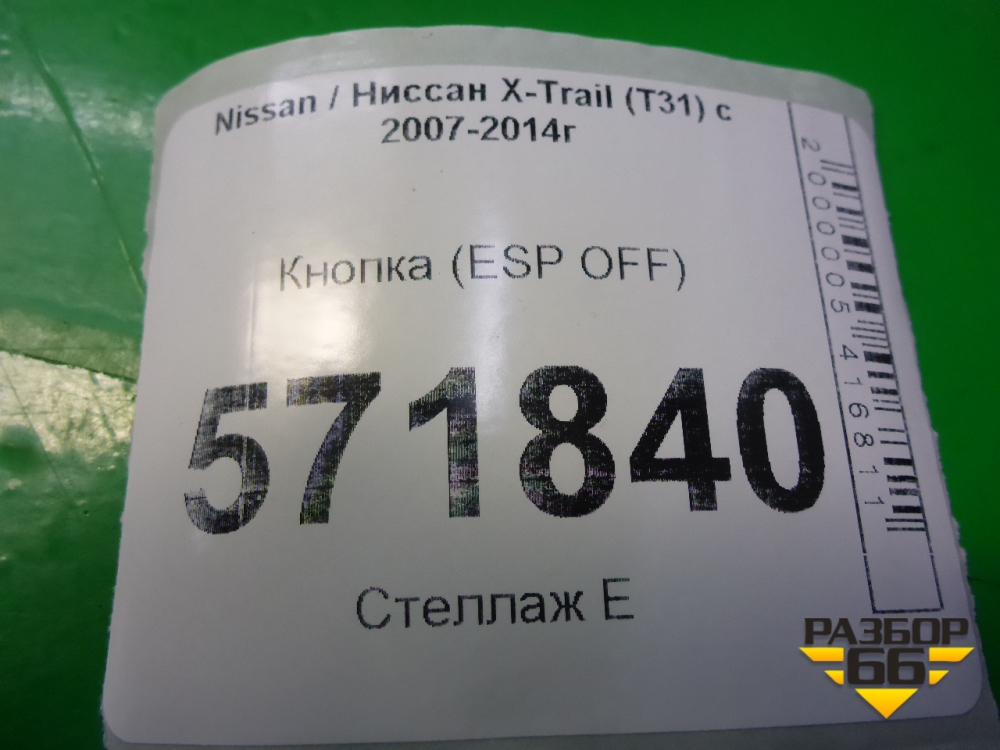 Nissan / Ниссан X-Trail (T31) с
2007-2014г
Кнопка (ESP OFF)
571840
Стеллаж Е
2000005416811
РАЗБОР
66